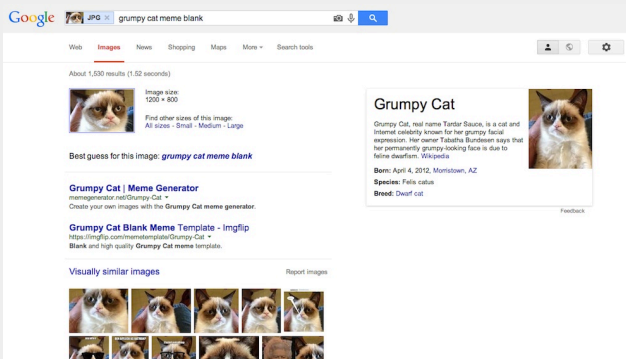 Google JPG × grumpy cat meme blank
Web Images News Shopping Maps More Search tools
About 1,530 results (1.52 seconds)
Image size:
1200 × 800
Find other sizes of this image:
All sizes - Small - Medium - Large
Best guess for this image: grumpy cat meme blank
Grumpy Cat | Meme Generator
memegenerator.net/Grumpy-Cat
Create your own images with the Grumpy Cat meme generator.
Grumpy Cat Blank Meme Template - Imgflip
https://imgflip.com/memetemplate/Grumpy-Cat
Blank and high quality Grumpy Cat meme template.
Visually similar images Report images
Grumpy Cat
Grumpy Cat, real name Tardar Sauce, is a cat and
Internet celebrity known for her grumpy facial
expression. Her owner Tabatha Bundesen says that
her permanently grumpy-looking face is due to
feline dwarfism. Wikipedia
Born: April 4, 2012, Morristown, AZ
Species: Felis catus
Breed: Dwarf cat
Feedback